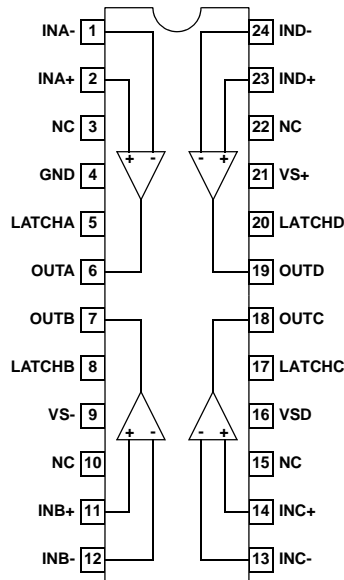 INA- 1 24 IND-
INA+ 2 23 IND+
NC 3 22 NC
+ - - +
GND 4 21 VS+
LATCHA 5 20 LATCHD
OUTA 6 19 OUTD
OUTB 7 18 OUTC
LATCHB 8 17 LATCHC
VS- 9 16 VSD
+ - - +
NC 10 15 NC
INB+ 11 14 INC+
INB- 12 13 INC-